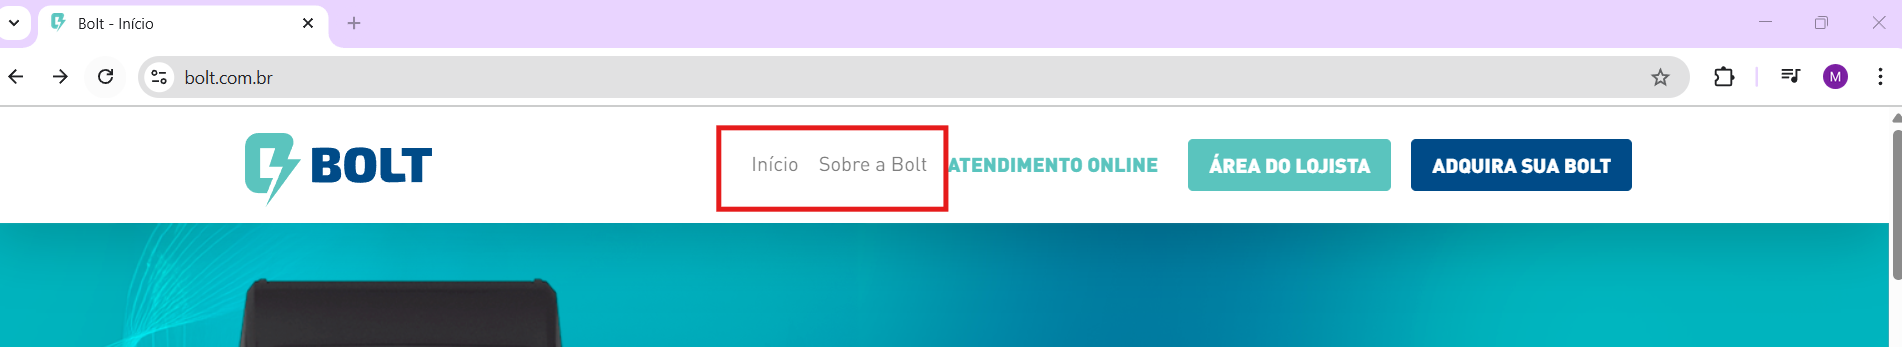 Bolt - Início
bolt.com.br
M
BOLT
Início Sobre a Bolt ATENDIMENTO ONLINE ÁREA DO LOJISTA ADQUIRA SUA BOLT